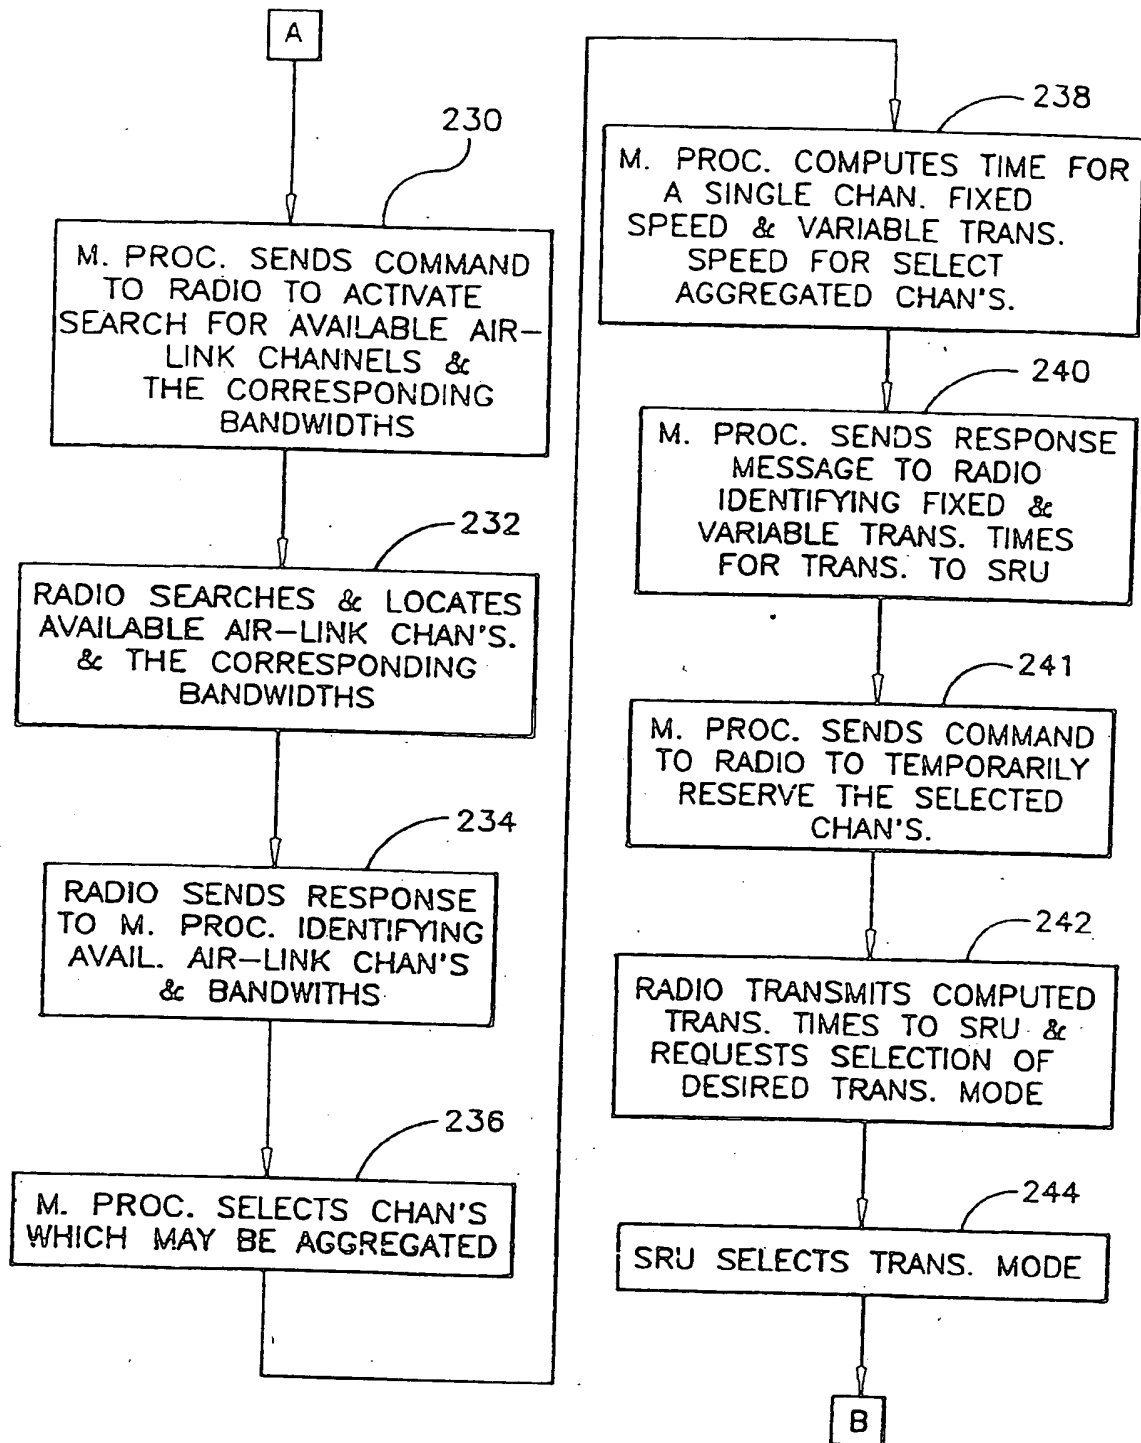 A
230
M. PROC. SENDS COMMAND
TO RADIO TO ACTIVATE
SEARCH FOR AVAILABLE AIR-
LINK CHANNELS &
THE CORRESPONDING
BANDWIDTHS
232
RADIO SEARCHES & LOCATES
AVAILABLE AIR-LINK CHAN'S.
& THE CORRESPONDING
BANDWIDTHS
234
RADIO SENDS RESPONSE
TO M. PROC. IDENTIFYING
AVAIL. AIR-LINK CHAN'S
& BANDWITHS
236
M. PROC. SELECTS CHAN'S
WHICH MAY BE AGGREGATED
238
M. PROC. COMPUTES TIME FOR
A SINGLE CHAN. FIXED
SPEED & VARIABLE TRANS.
SPEED FOR SELECT
AGGREGATED CHAN'S.
240
M. PROC. SENDS RESPONSE
MESSAGE TO RADIO
IDENTIFYING FIXED &
VARIABLE TRANS. TIMES
FOR TRANS. TO SRU
241
M. PROC. SENDS COMMAND
TO RADIO TO TEMPORARILY
RESERVE THE SELECTED
CHAN'S.
242
RADIO TRANSMITS COMPUTED
TRANS. TIMES TO SRU &
REQUESTS SELECTION OF
DESIRED TRANS. MODE
244
SRU SELECTS TRANS. MODE
B